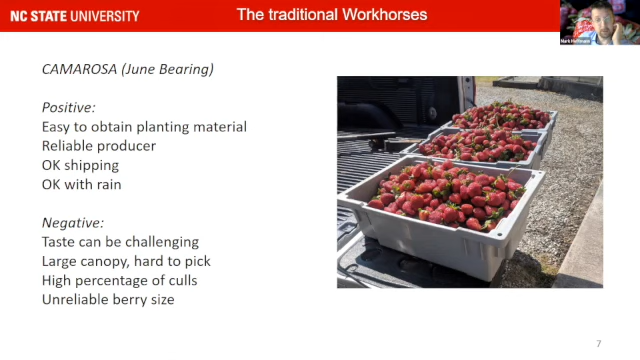 NC STATE UNIVERSITY
The traditional Workhorses
CAMAROSA (June Bearing)
Positive:
Easy to obtain planting material
Reliable producer
OK shipping
OK with rain
Negative:
Taste can be challenging
Large canopy, hard to pick
High percentage of culls
Unreliable berry size
7